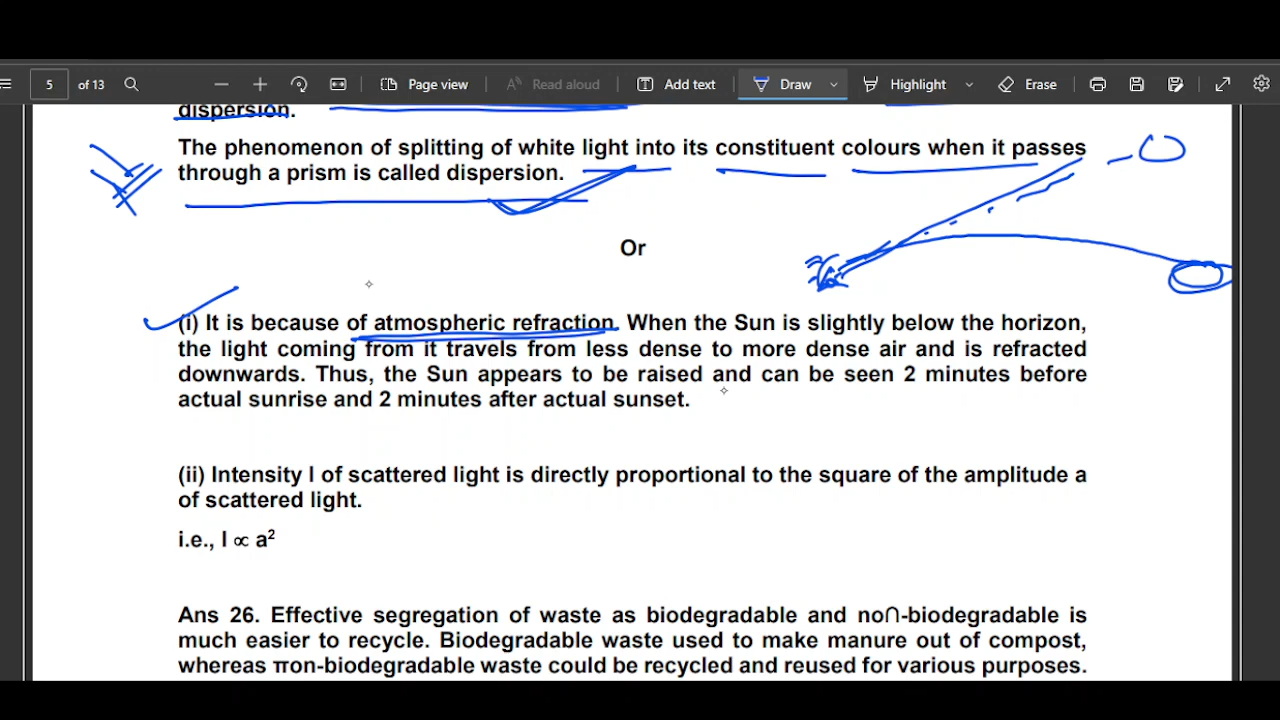 5 of 13 Page view Read aloud Add text Draw Highlight Erase
dispersion.
The phenomenon of splitting of white light into its constituent colours when it passes
through a prism is called dispersion.
Or
(i) It is because of atmospheric refraction. When the Sun is slightly below the horizon,
the light coming from it travels from less dense to more dense air and is refracted
downwards. Thus, the Sun appears to be raised and can be seen 2 minutes before
actual sunrise and 2 minutes after actual sunset.
(ii) Intensity I of scattered light is directly proportional to the square of the amplitude a
of scattered light.
i.e., I ∝ a²
Ans 26. Effective segregation of waste as biodegradable and no∩-biodegradable is
much easier to recycle. Biodegradable waste used to make manure out of compost,
whereas πon-biodegradable waste could be recycled and reused for various purposes.